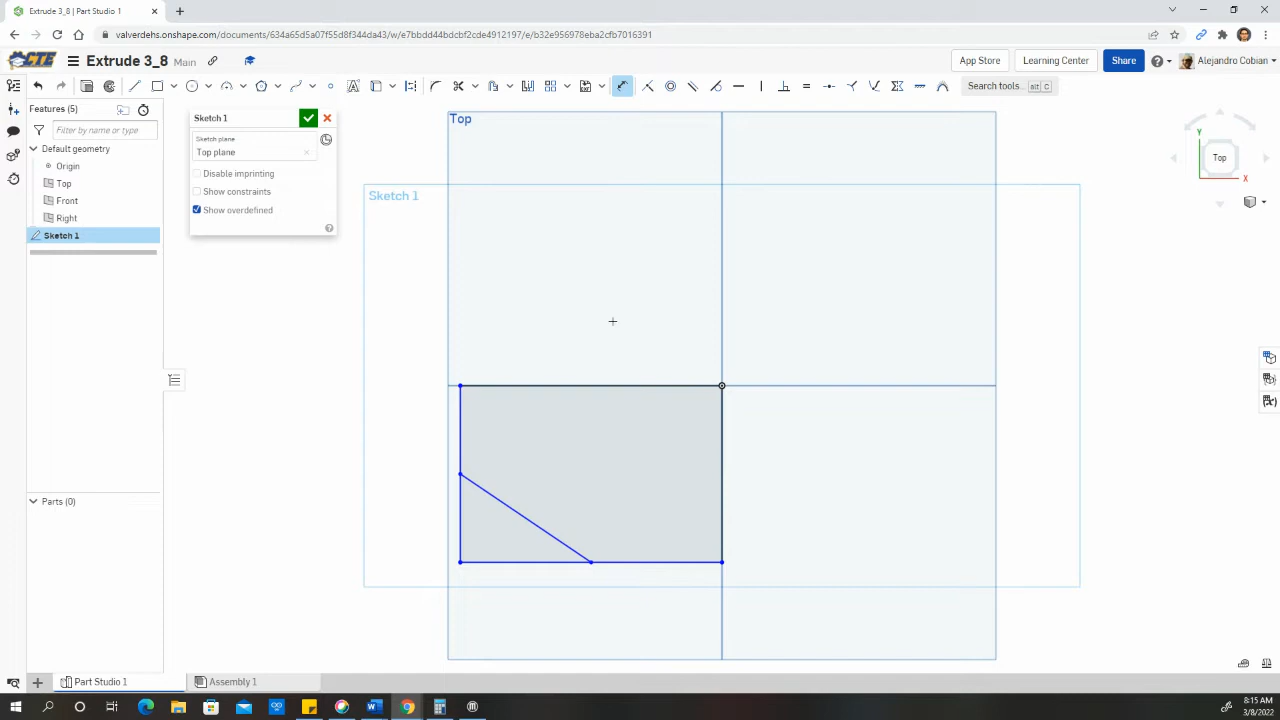 Extrude 3_8 | Part Studio 1
valverdehs.onshape.com/documents/634a65d5a07f55d8f344da43/w/e7bbdd44bdcbf2cde4912197/e/b32e956978eba2cfb7016391
CTE
Extrude 3_8 Main
App Store
Learning Center
Share
Alejandro Cobian
Search tools...
alt C
Features (5)
Filter by name or type
Default geometry
Origin
Top
Front
Right
Sketch 1
Parts (0)
Sketch 1
Sketch plane
Top plane
Disable imprinting
Show constraints
Show overdefined
Top
Sketch 1
Y
Top
X
Part Studio 1
Assembly 1
8:15 AM
3/8/2022